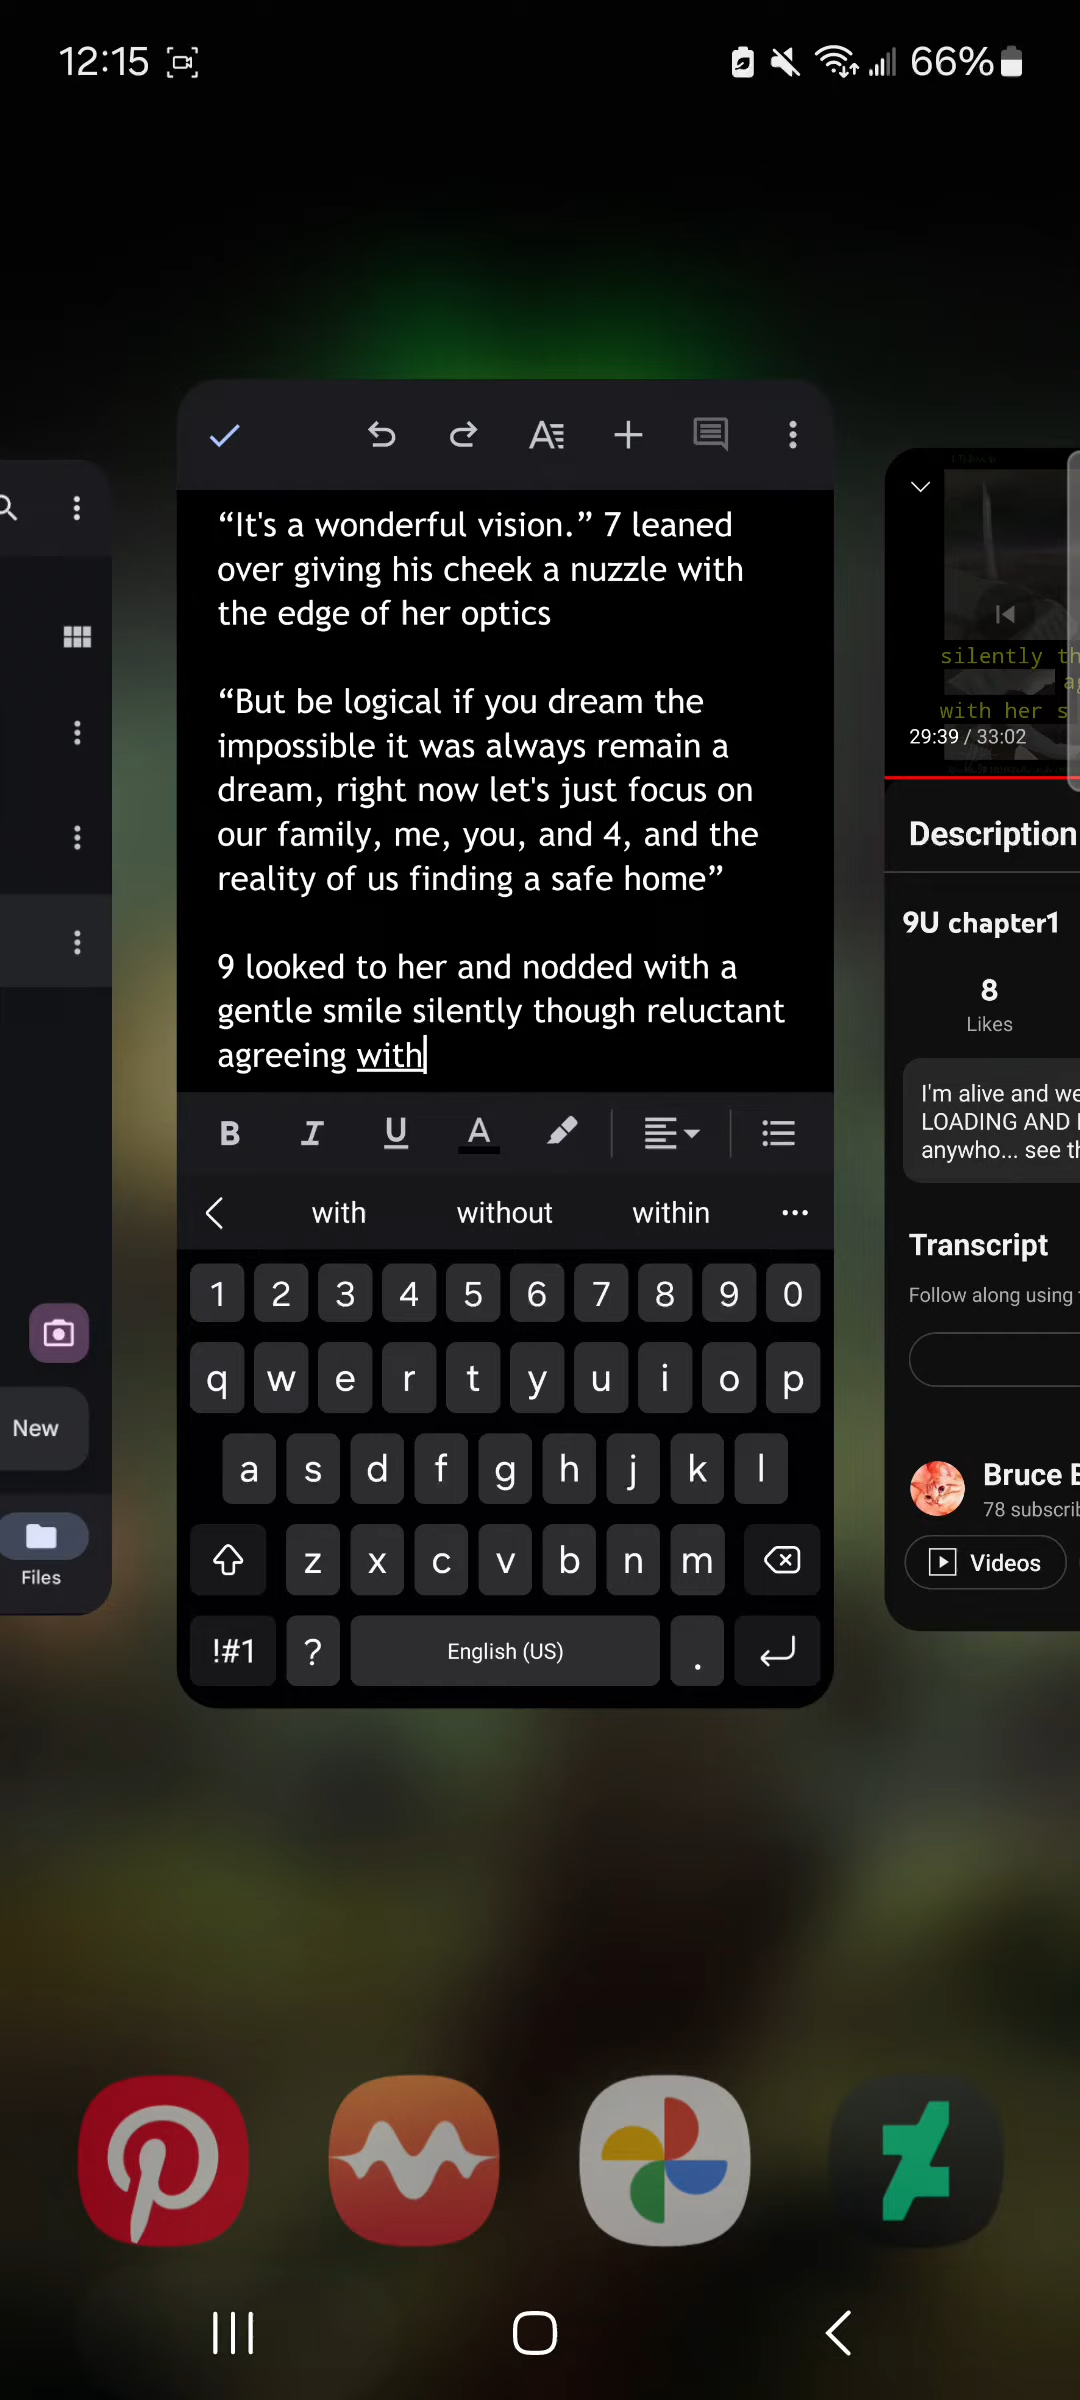 12:15
66%
“It's a wonderful vision.” 7 leaned
over giving his cheek a nuzzle with
the edge of her optics
“But be logical if you dream the
impossible it was always remain a
dream, right now let's just focus on
our family, me, you, and 4, and the
reality of us finding a safe home”
9 looked to her and nodded with a
gentle smile silently though reluctant
agreeing with
B I U A
with without within
1 2 3 4 5 6 7 8 9 0
q w e r t y u i o p
a s d f g h j k l
z x c v b n m
!#1 ? English (US) .
New
Files
silently th
with her s
29:39 / 33:02
Description
9U chapter1
8
Likes
I'm alive and we
LOADING AND
anywho... see th
Transcript
Follow along using
Bruce
78 subscrib
Videos